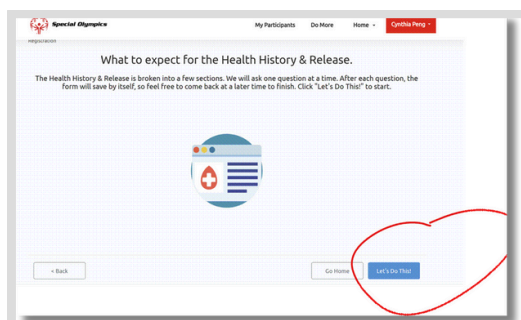 Special Olympics
My Participants Do More Home Cynthia Peng
Registration
What to expect for the Health History & Release.
The Health History & Release is broken into a few sections. We will ask one question at a time. After each question, the
form will save by itself, so feel free to come back at a later time to finish. Click "Let's Do This!" to start.
< Back Go Home Let's Do This!